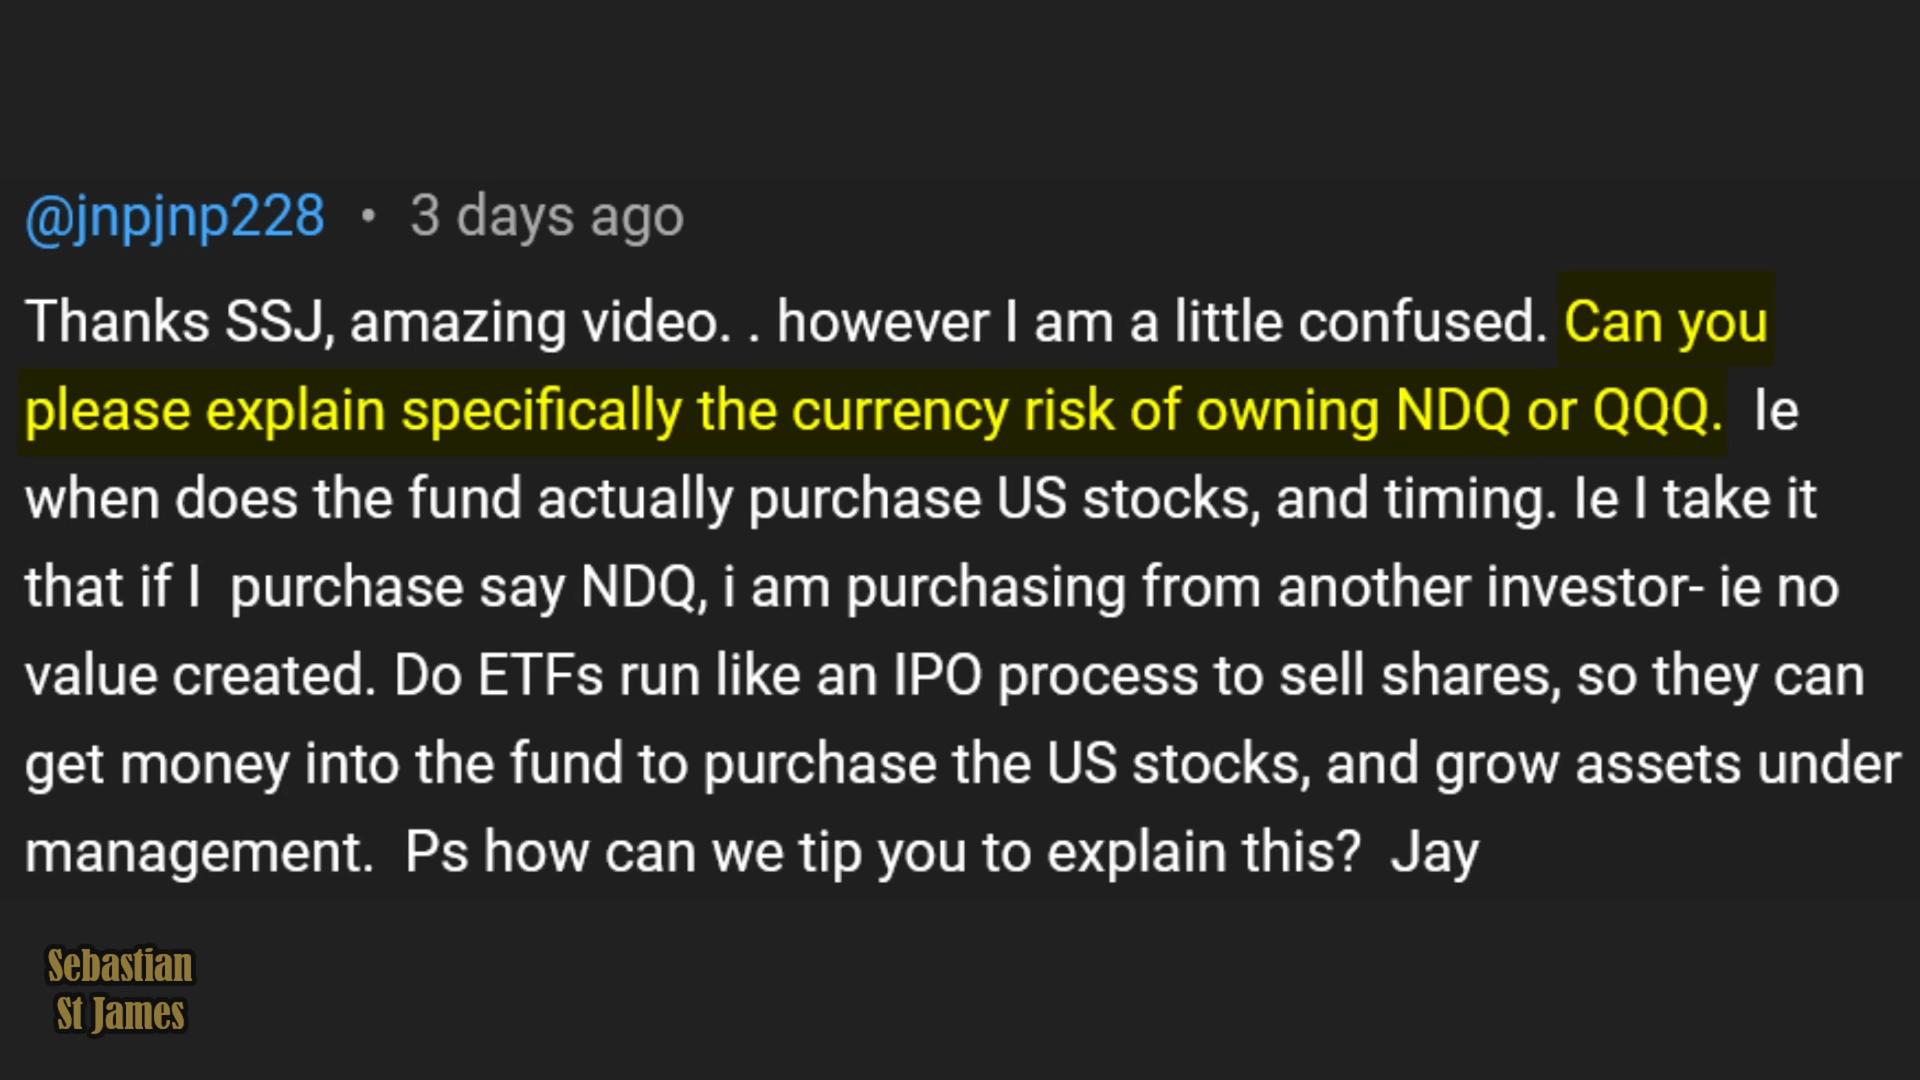 @jnpjnp228 • 3 days ago
Thanks SSJ, amazing video. . however I am a little confused. Can you
please explain specifically the currency risk of owning NDQ or QQQ. Ie
when does the fund actually purchase US stocks, and timing. Ie I take it
that if I purchase say NDQ, i am purchasing from another investor- ie no
value created. Do ETFs run like an IPO process to sell shares, so they can
get money into the fund to purchase the US stocks, and grow assets under
management. Ps how can we tip you to explain this? Jay
Sebastian
St James